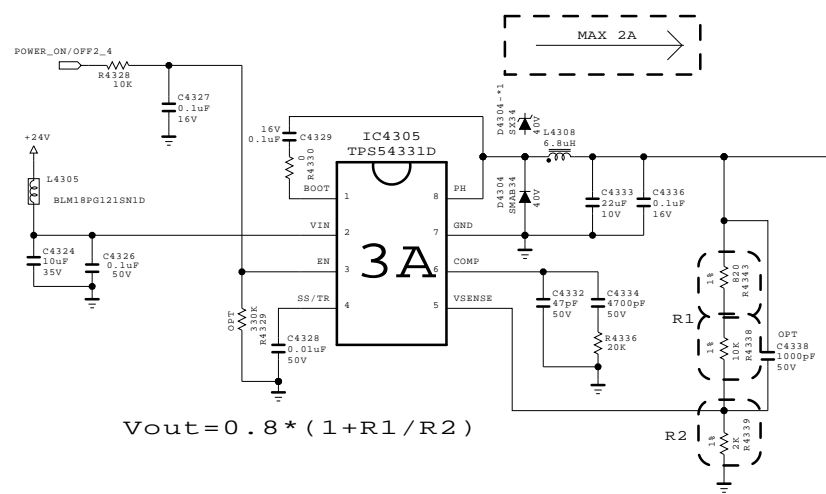 MAX 2A
POWER_ON/OFF2_4
R4328
10K
C4327
0.1uF
16V
+24V
L4305
BLM18PG121SN1D
C4324
10uF
35V
C4326
0.1uF
50V
16V
0.1uF
C4329
0
R4330
IC4305
TPS54331D
BOOT
1
VIN
2
EN
3
SS/TR
4
PH
8
GND
7
COMP
6
VSENSE
5
3A
OPT
330K
R4329
C4328
0.01uF
50V
D4304-*1
SX34
40V
L4308
6.8uH
D4304
SMAB34
40V
C4333
22uF
10V
C4336
0.1uF
16V
C4332
47pF
50V
C4334
4700pF
50V
R4336
20K
R1
1%
820
R4343
1%
10K
R4338
OPT
C4338
1000pF
50V
R2
1%
2K
R4339
Vout=0.8*(1+R1/R2)